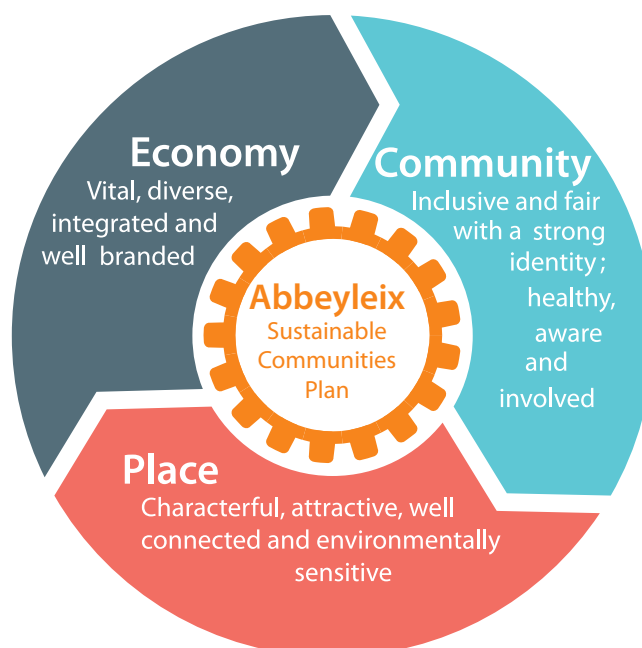 Economy
Vital, diverse,
integrated and
well branded
Community
Inclusive and fair
with a strong
identity;
healthy,
aware
and
involved
Abbeyleix
Sustainable
Communities
Plan
Place
Characterful, attractive, well
connected and environmentally
sensitive